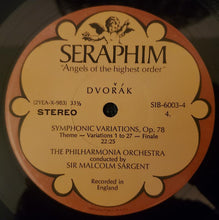 SERAPHIM
"Angels of the highest order"
DVOŘÁK
(2YEA-X-983) 33⅓
STEREO
SIB-6003-4
4.
SYMPHONIC VARIATIONS, Op. 78
Theme — Variations 1 to 27 — Finale
22:25
THE PHILHARMONIA ORCHESTRA
conducted by
SIR MALCOLM SARGENT
Recorded in
England